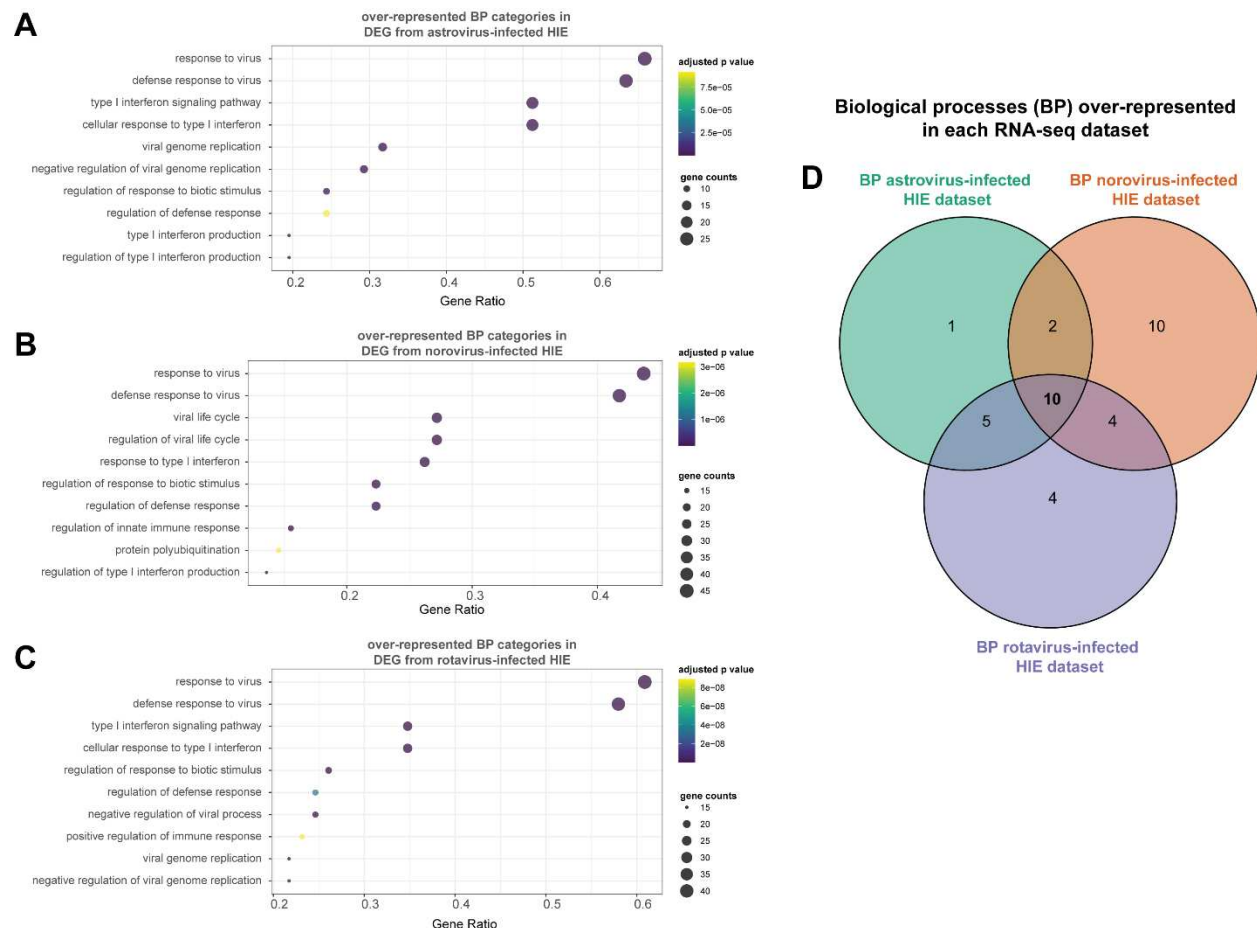 A
over-represented BP categories in
DEG from astrovirus-infected HIE
response to virus
defense response to virus
type I interferon signaling pathway
cellular response to type I interferon
viral genome replication
negative regulation of viral genome replication
regulation of response to biotic stimulus
regulation of defense response
type I interferon production
regulation of type I interferon production
0.2 0.3 0.4 0.5 0.6
Gene Ratio
adjusted p value
7.5e−05
5.0e−05
2.5e−05
gene counts
10
15
20
25
B
over-represented BP categories in
DEG from norovirus-infected HIE
response to virus
defense response to virus
viral life cycle
regulation of viral life cycle
response to type I interferon
regulation of response to biotic stimulus
regulation of defense response
regulation of innate immune response
protein polyubiquitination
regulation of type I interferon production
0.2 0.3 0.4
Gene Ratio
adjusted p value
3e−06
2e−06
1e−06
gene counts
15
20
25
30
35
40
45
C
over-represented BP categories in
DEG from rotavirus-infected HIE
response to virus
defense response to virus
type I interferon signaling pathway
cellular response to type I interferon
regulation of response to biotic stimulus
regulation of defense response
negative regulation of viral process
positive regulation of immune response
viral genome replication
negative regulation of viral genome replication
0.2 0.3 0.4 0.5 0.6
Gene Ratio
adjusted p value
8e−08
6e−08
4e−08
2e−08
gene counts
15
20
25
30
35
40
Biological processes (BP) over-represented
in each RNA-seq dataset
D
BP astrovirus-infected
HIE dataset
BP norovirus-infected
HIE dataset
1
2
10
10
5
4
4
BP rotavirus-infected
HIE dataset